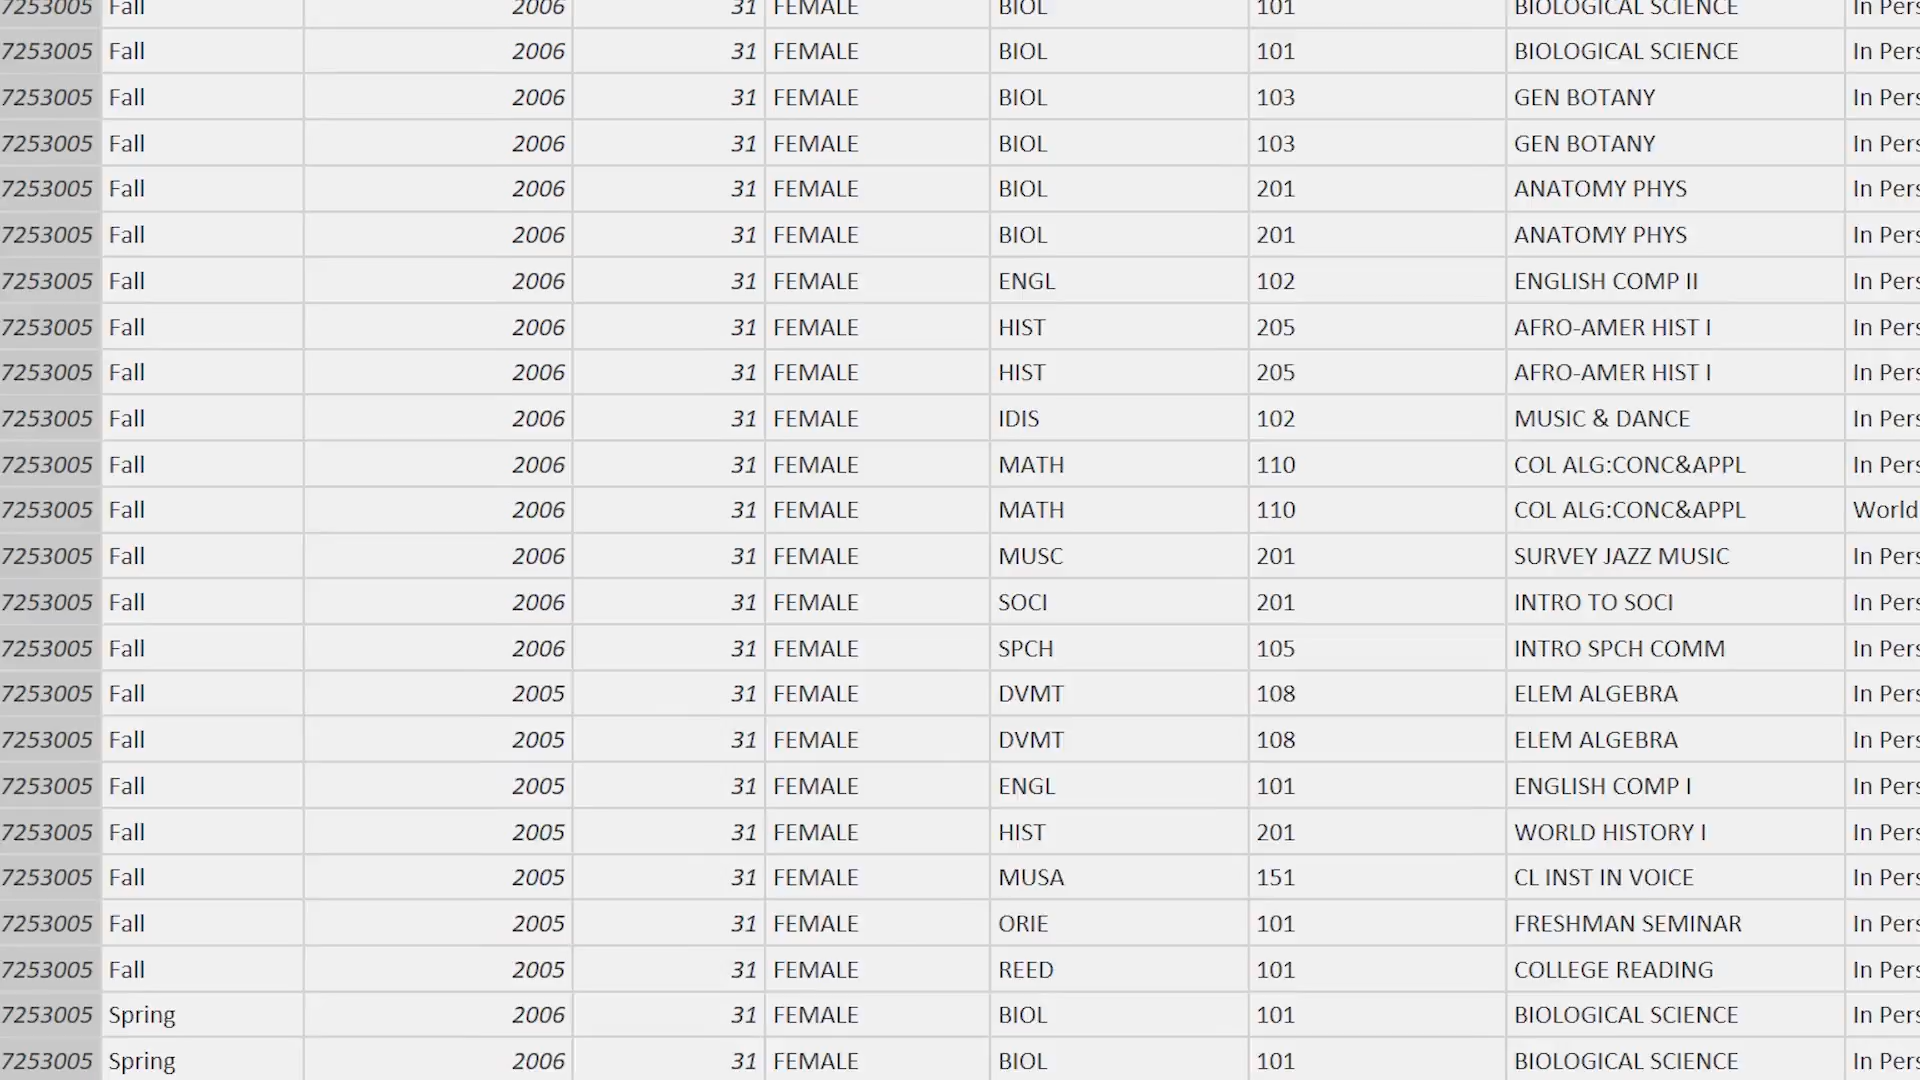 7253005 Fall 2006 31 FEMALE BIOL 101 BIOLOGICAL SCIENCE In Pers
7253005 Fall 2006 31 FEMALE BIOL 101 BIOLOGICAL SCIENCE In Pers
7253005 Fall 2006 31 FEMALE BIOL 103 GEN BOTANY In Pers
7253005 Fall 2006 31 FEMALE BIOL 103 GEN BOTANY In Pers
7253005 Fall 2006 31 FEMALE BIOL 201 ANATOMY PHYS In Pers
7253005 Fall 2006 31 FEMALE BIOL 201 ANATOMY PHYS In Pers
7253005 Fall 2006 31 FEMALE ENGL 102 ENGLISH COMP II In Pers
7253005 Fall 2006 31 FEMALE HIST 205 AFRO-AMER HIST I In Pers
7253005 Fall 2006 31 FEMALE HIST 205 AFRO-AMER HIST I In Pers
7253005 Fall 2006 31 FEMALE IDIS 102 MUSIC & DANCE In Pers
7253005 Fall 2006 31 FEMALE MATH 110 COL ALG:CONC&APPL In Pers
7253005 Fall 2006 31 FEMALE MATH 110 COL ALG:CONC&APPL World
7253005 Fall 2006 31 FEMALE MUSC 201 SURVEY JAZZ MUSIC In Pers
7253005 Fall 2006 31 FEMALE SOCI 201 INTRO TO SOCI In Pers
7253005 Fall 2006 31 FEMALE SPCH 105 INTRO SPCH COMM In Pers
7253005 Fall 2005 31 FEMALE DVMT 108 ELEM ALGEBRA In Pers
7253005 Fall 2005 31 FEMALE DVMT 108 ELEM ALGEBRA In Pers
7253005 Fall 2005 31 FEMALE ENGL 101 ENGLISH COMP I In Pers
7253005 Fall 2005 31 FEMALE HIST 201 WORLD HISTORY I In Pers
7253005 Fall 2005 31 FEMALE MUSA 151 CL INST IN VOICE In Pers
7253005 Fall 2005 31 FEMALE ORIE 101 FRESHMAN SEMINAR In Pers
7253005 Fall 2005 31 FEMALE REED 101 COLLEGE READING In Pers
7253005 Spring 2006 31 FEMALE BIOL 101 BIOLOGICAL SCIENCE In Pers
7253005 Spring 2006 31 FEMALE BIOL 101 BIOLOGICAL SCIENCE In Pers